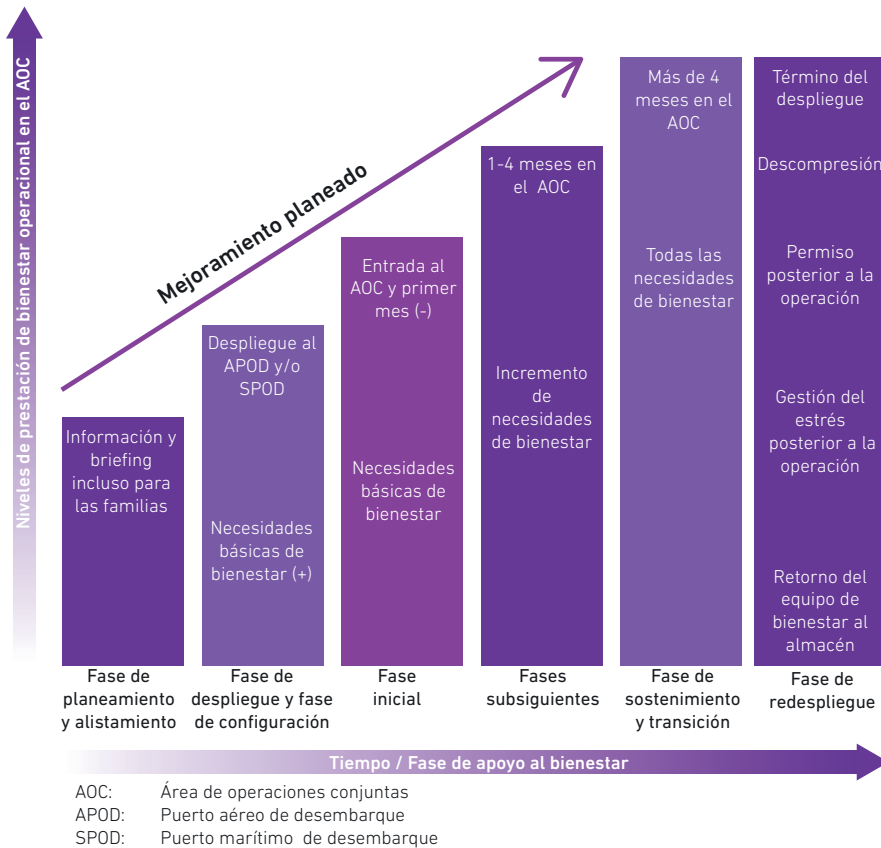 Niveles de prestación de bienestar operacional en el AOC
Mejoramiento planeado
Información y
briefing
incluso para
las familias
Despliegue al
APOD y/o
SPOD
Necesidades
básicas de
bienestar (+)
Entrada al
AOC y primer
mes (-)
Necesidades
básicas de
bienestar
1-4 meses en
el AOC
Incremento
de
necesidades
de bienestar
Más de 4
meses en el
AOC
Todas las
necesidades
de bienestar
Término del
despliegue
Descompresión
Permiso
posterior a la
operación
Gestión del
estrés
posterior a la
operación
Retorno del
equipo de
bienestar al
almacén
Fase de
planeamiento
y alistamiento
Fase de
despliegue y fase
de configuración
Fase
inicial
Fases
subsiguientes
Fase de
sostenimiento
y transición
Fase de
redespliegue
Tiempo / Fase de apoyo al bienestar
AOC: Área de operaciones conjuntas
APOD: Puerto aéreo de desembarque
SPOD: Puerto marítimo de desembarque